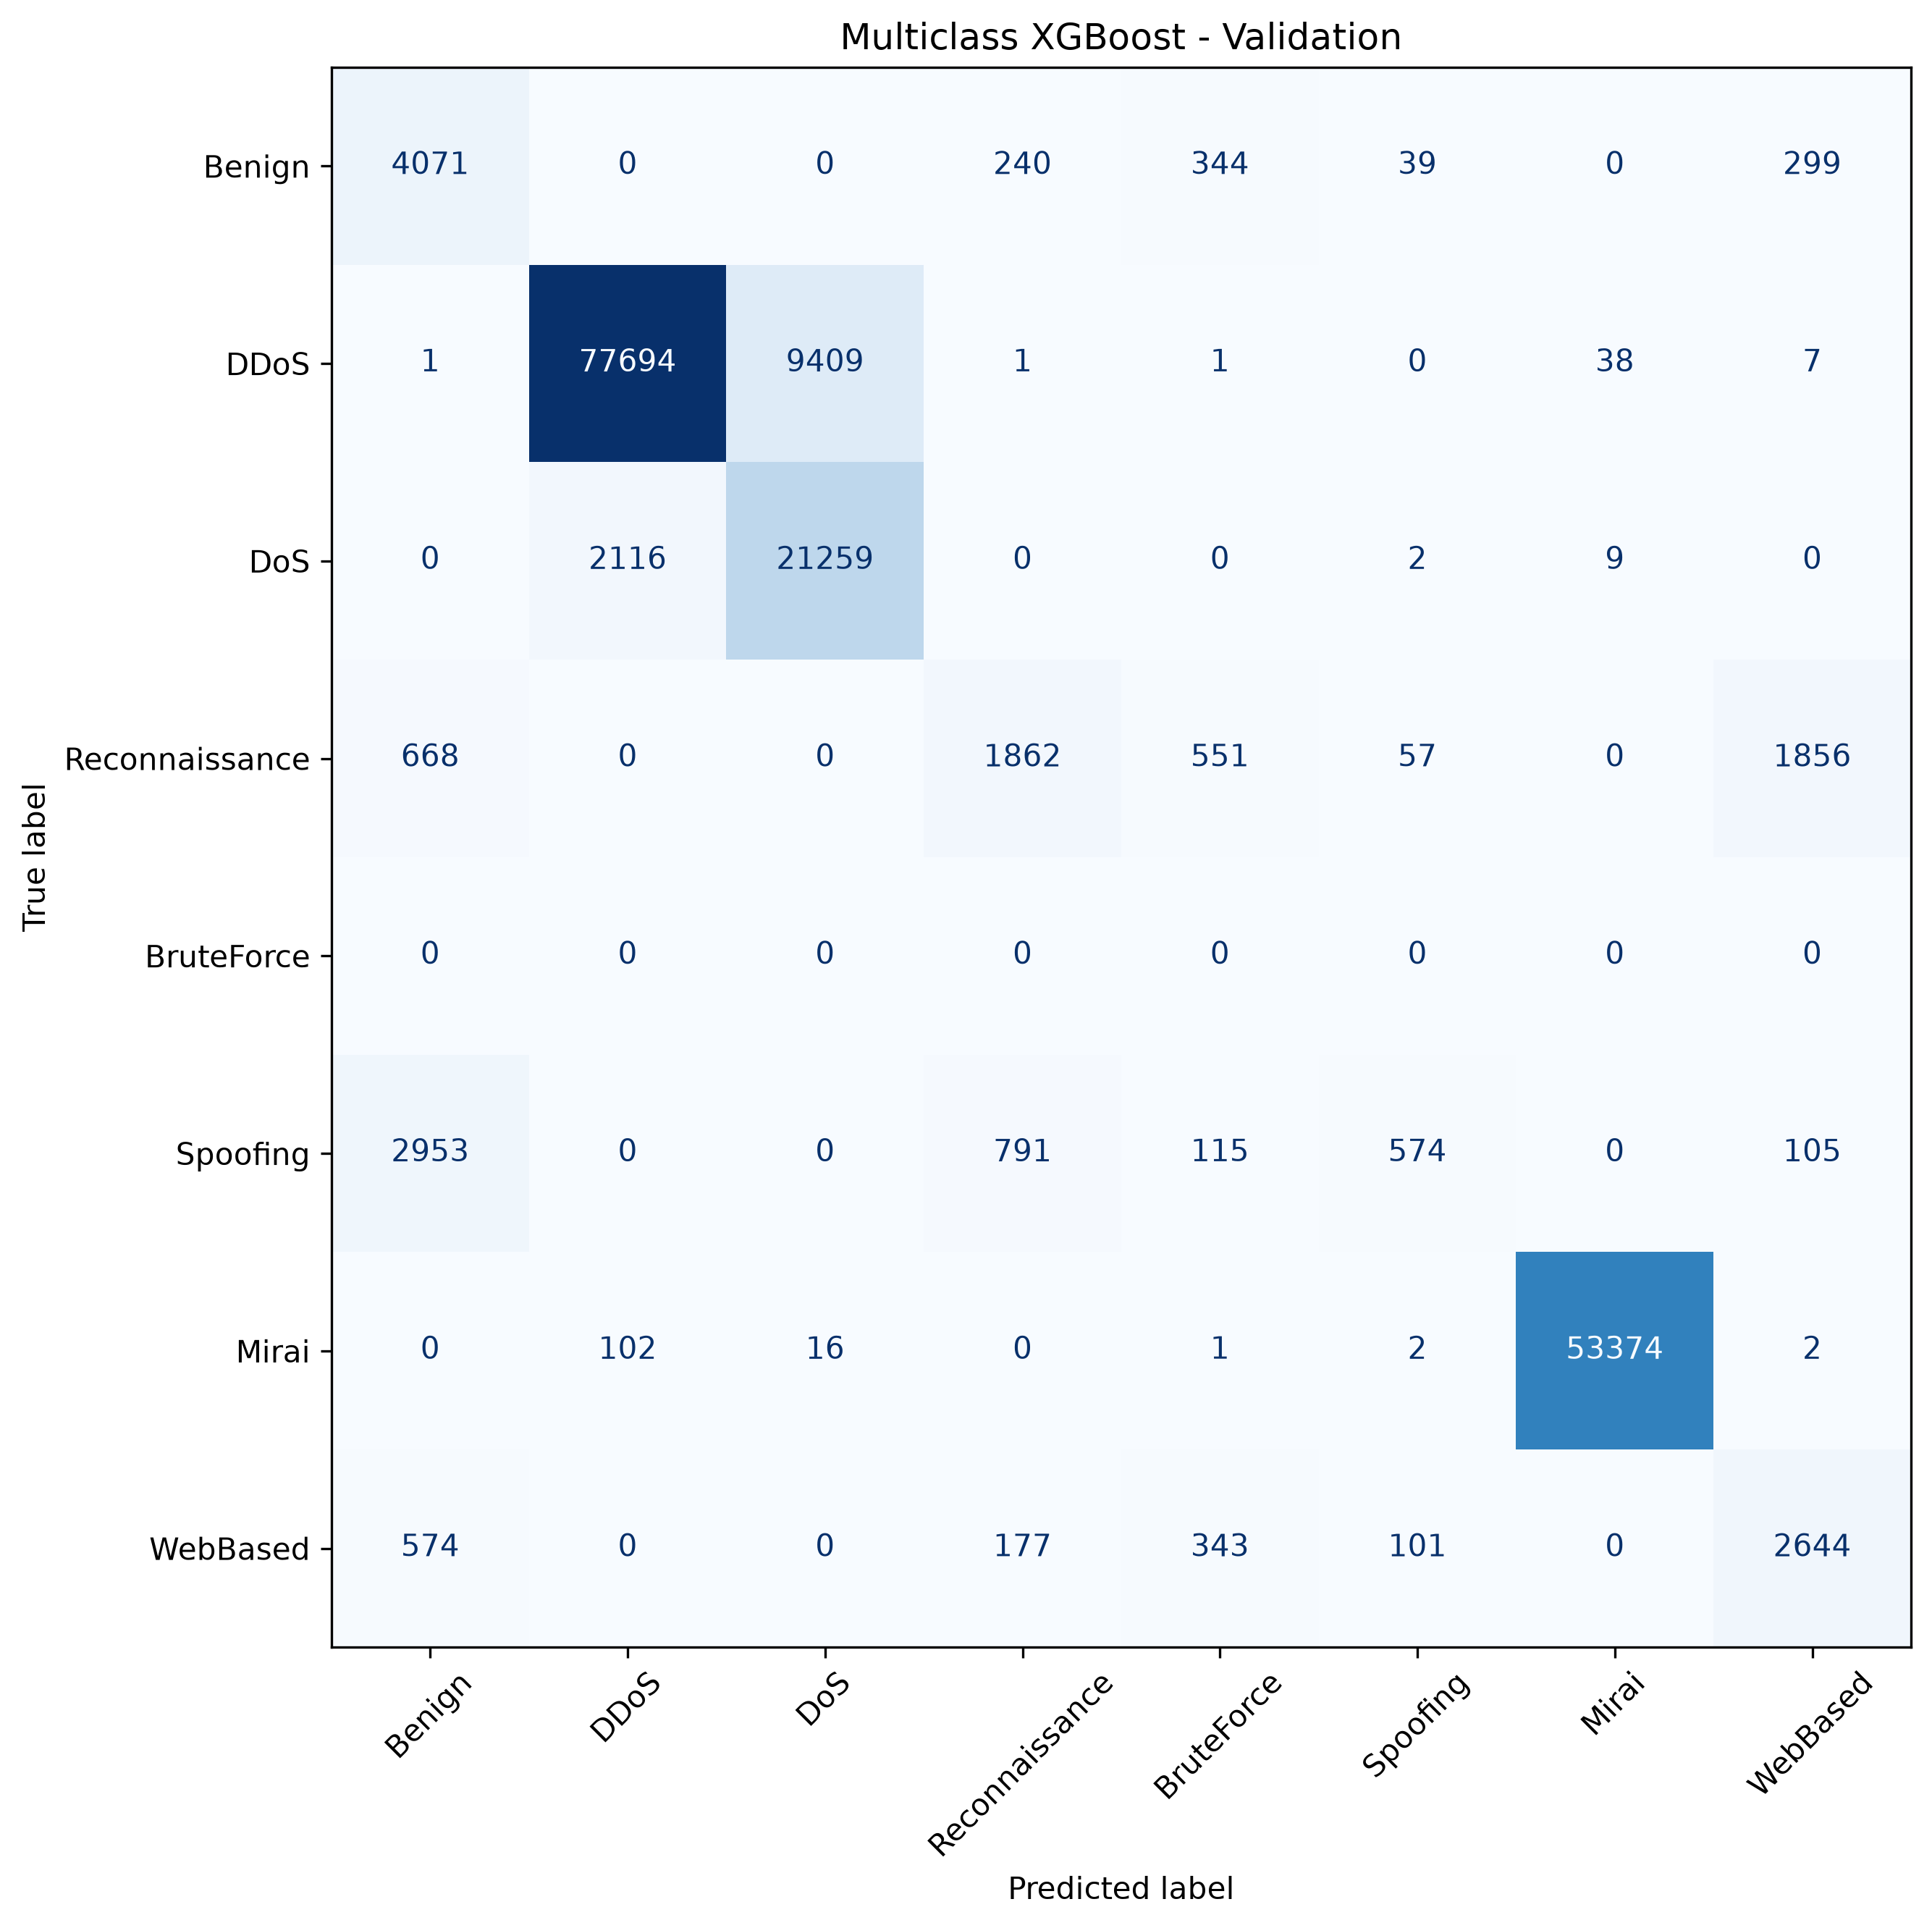 Multiclass XGBoost - Validation
True label
Benign 4071 0 0 240 344 39 0 299
DDoS 1 77694 9409 1 1 0 38 7
DoS 0 2116 21259 0 0 2 9 0
Reconnaissance 668 0 0 1862 551 57 0 1856
BruteForce 0 0 0 0 0 0 0 0
Spoofing 2953 0 0 791 115 574 0 105
Mirai 0 102 16 0 1 2 53374 2
WebBased 574 0 0 177 343 101 0 2644
Benign DDoS DoS Reconnaissance BruteForce Spoofing Mirai WebBased
Predicted label